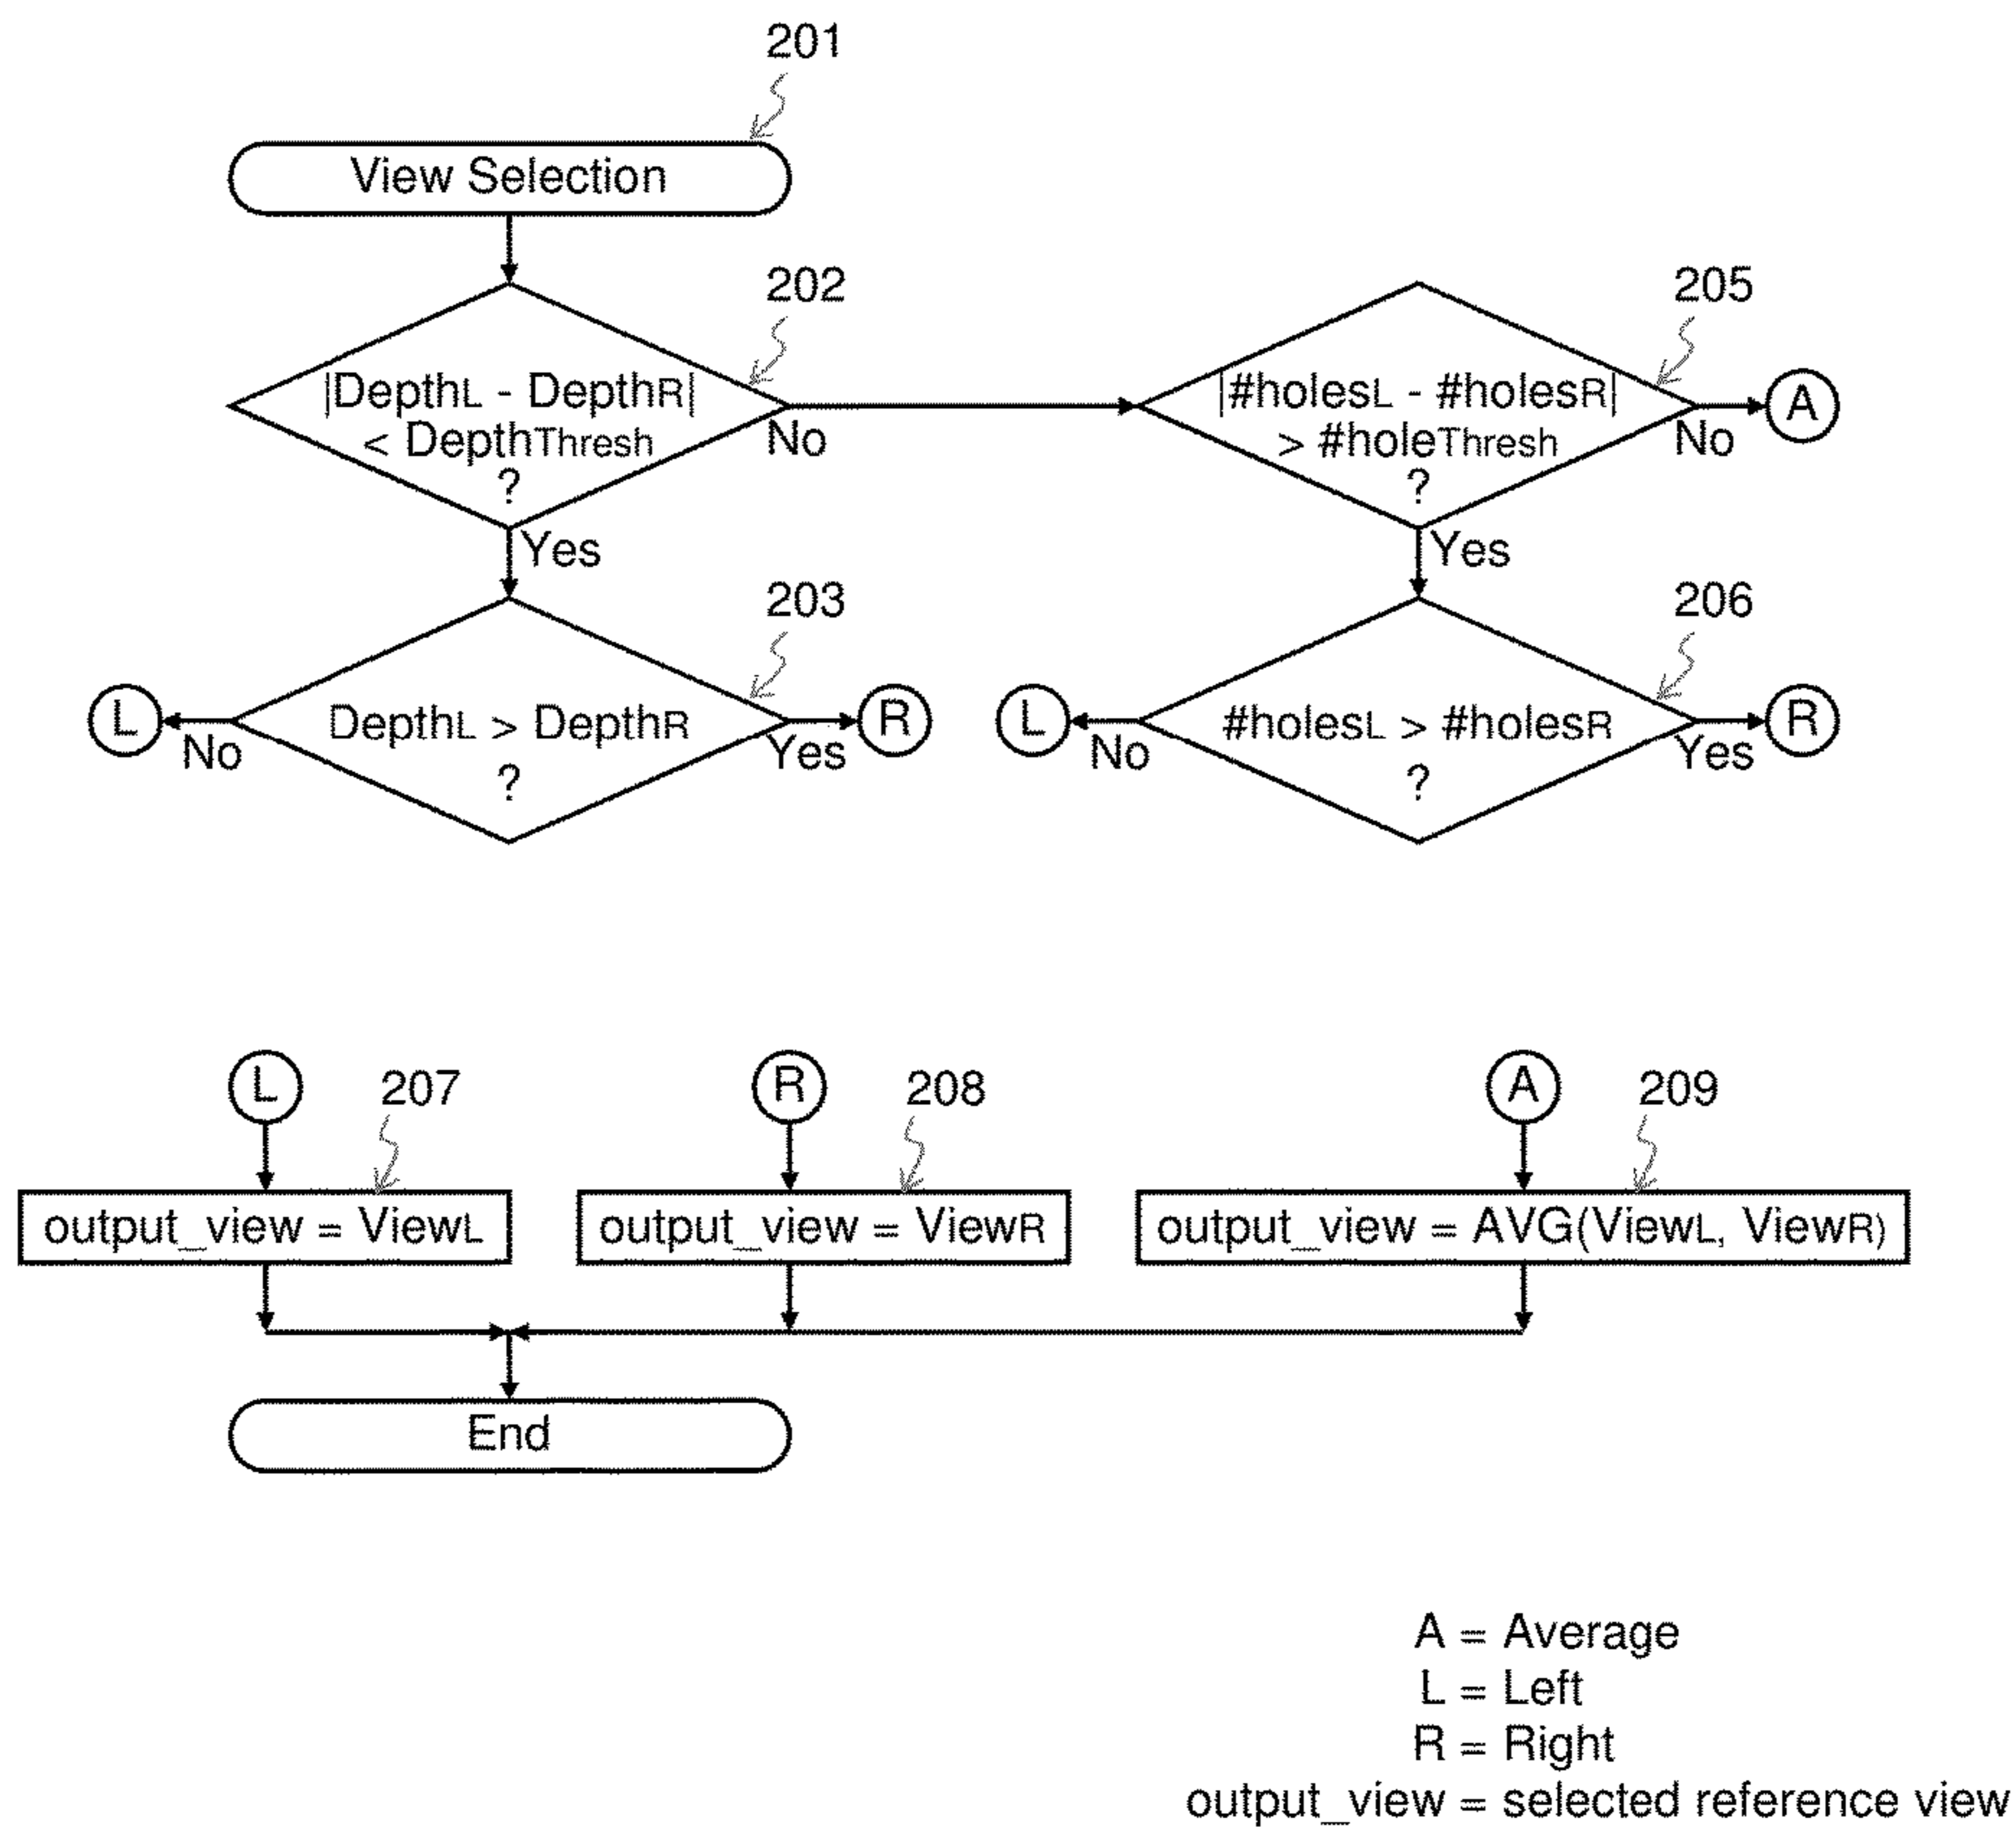 201
View Selection
202
205
|DepthL - DepthR|
< DepthThresh
?
No
|#holesL - #holesR|
> #holeThresh
?
No
A
Yes
Yes
203
206
L
No
DepthL > DepthR
?
Yes
R
L
No
#holesL > #holesR
?
Yes
R
L
207
R
208
A
209
output_view = ViewL
output_view = ViewR
output_view = AVG(ViewL, ViewR)
End
A = Average
L = Left
R = Right
output_view = selected reference view